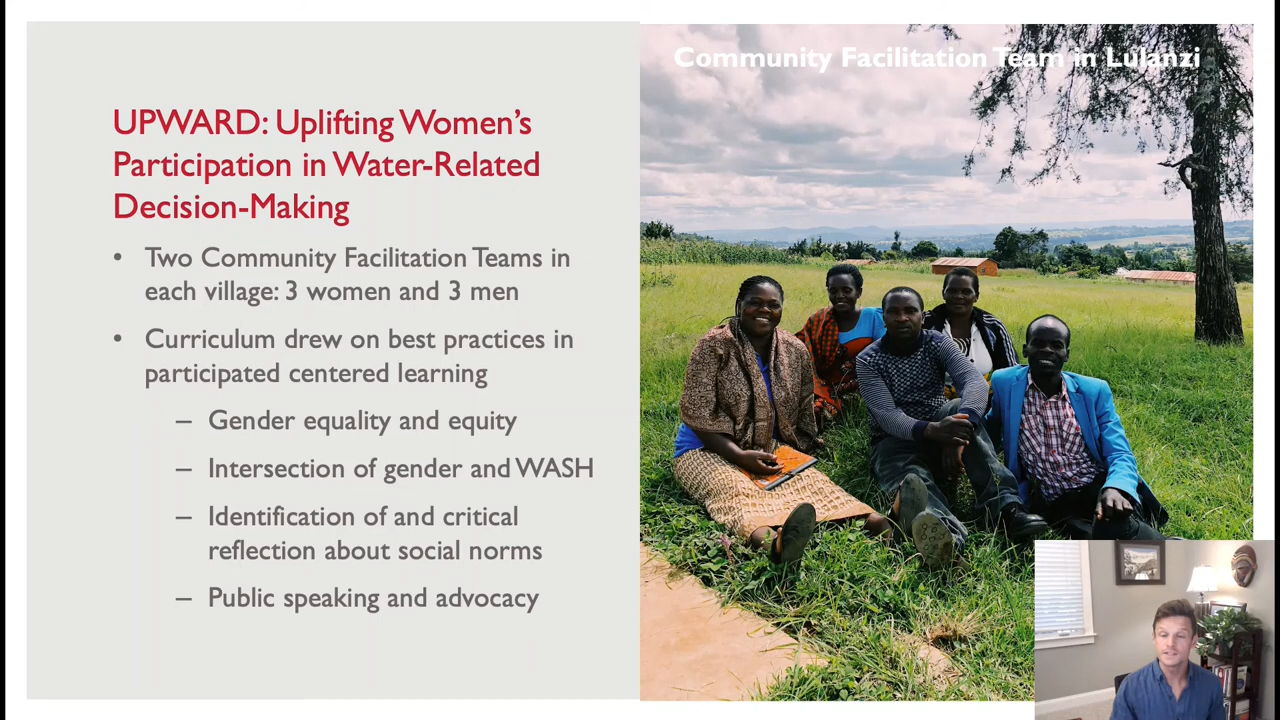 Community Facilitation Team in Lulanzi
UPWARD: Uplifting Women's
Participation in Water-Related
Decision-Making
• Two Community Facilitation Teams in
each village: 3 women and 3 men
• Curriculum drew on best practices in
participated centered learning
– Gender equality and equity
– Intersection of gender and WASH
– Identification of and critical
reflection about social norms
– Public speaking and advocacy